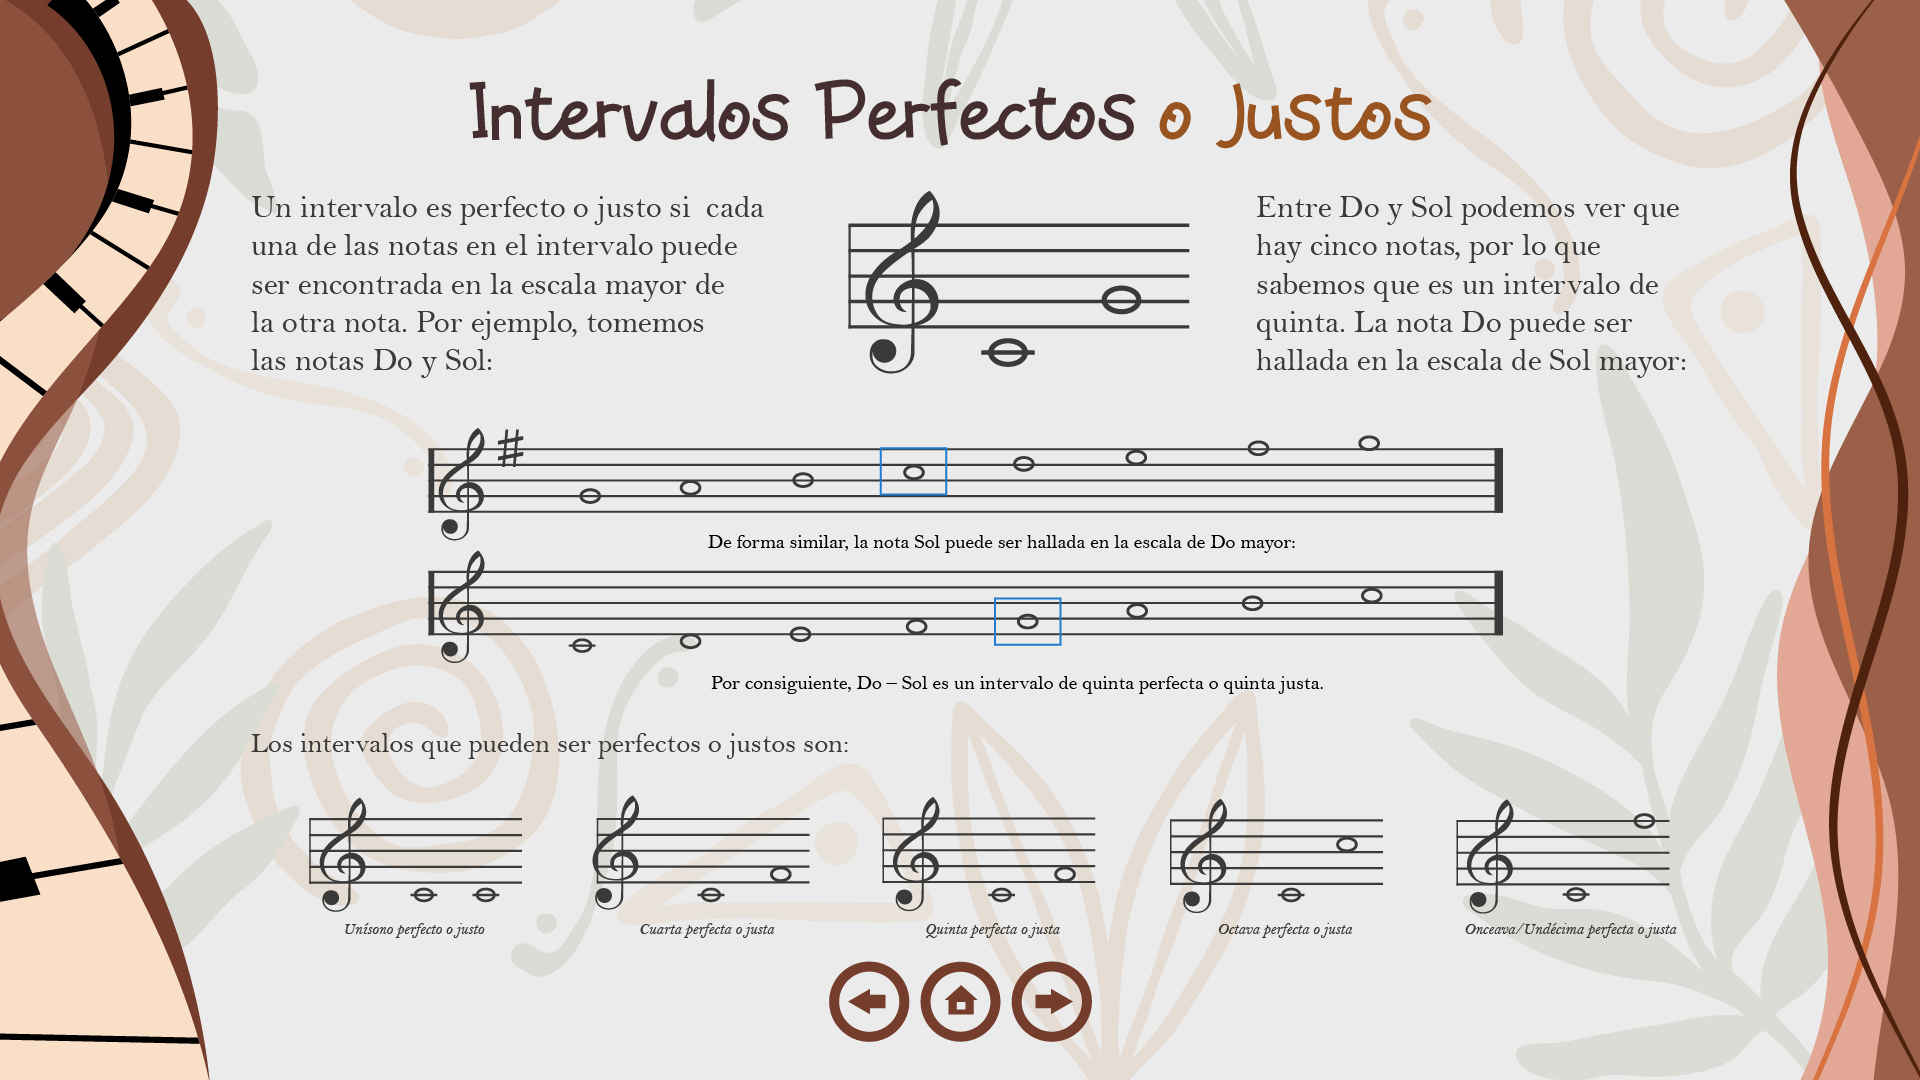 Intervalos Perfectos o Justos
Un intervalo es perfecto o justo si cada
una de las notas en el intervalo puede
ser encontrada en la escala mayor de
la otra nota. Por ejemplo, tomemos
las notas Do y Sol:
Entre Do y Sol podemos ver que
hay cinco notas, por lo que
sabemos que es un intervalo de
quinta. La nota Do puede ser
hallada en la escala de Sol mayor:
De forma similar, la nota Sol puede ser hallada en la escala de Do mayor:
Por consiguiente, Do – Sol es un intervalo de quinta perfecta o quinta justa.
Los intervalos que pueden ser perfectos o justos son:
Unísono perfecto o justo
Cuarta perfecta o justa
Quinta perfecta o justa
Octava perfecta o justa
Onceava/Undécima perfecta o justa